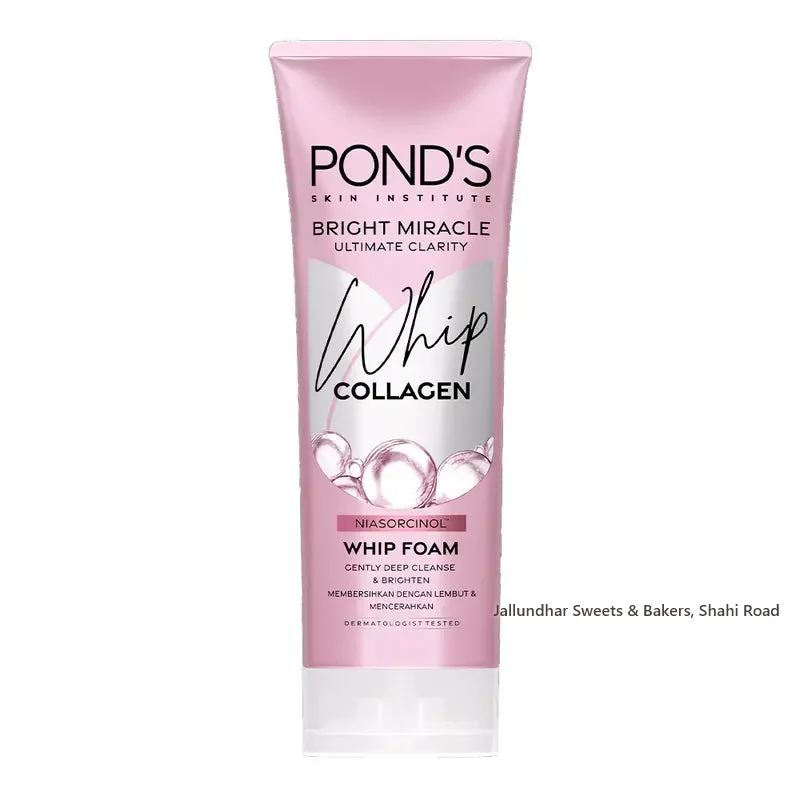 POND'S
SKIN INSTITUTE
BRIGHT MIRACLE
ULTIMATE CLARITY
Whip
COLLAGEN
NIASORCINOL™
WHIP FOAM
GENTLY DEEP CLEANSE
& BRIGHTEN
MEMBERSIHKAN DENGAN LEMBUT &
MENCERAHKAN
DERMATOLOGIST TESTED
Jallundhar Sweets & Bakers, Shahi Road